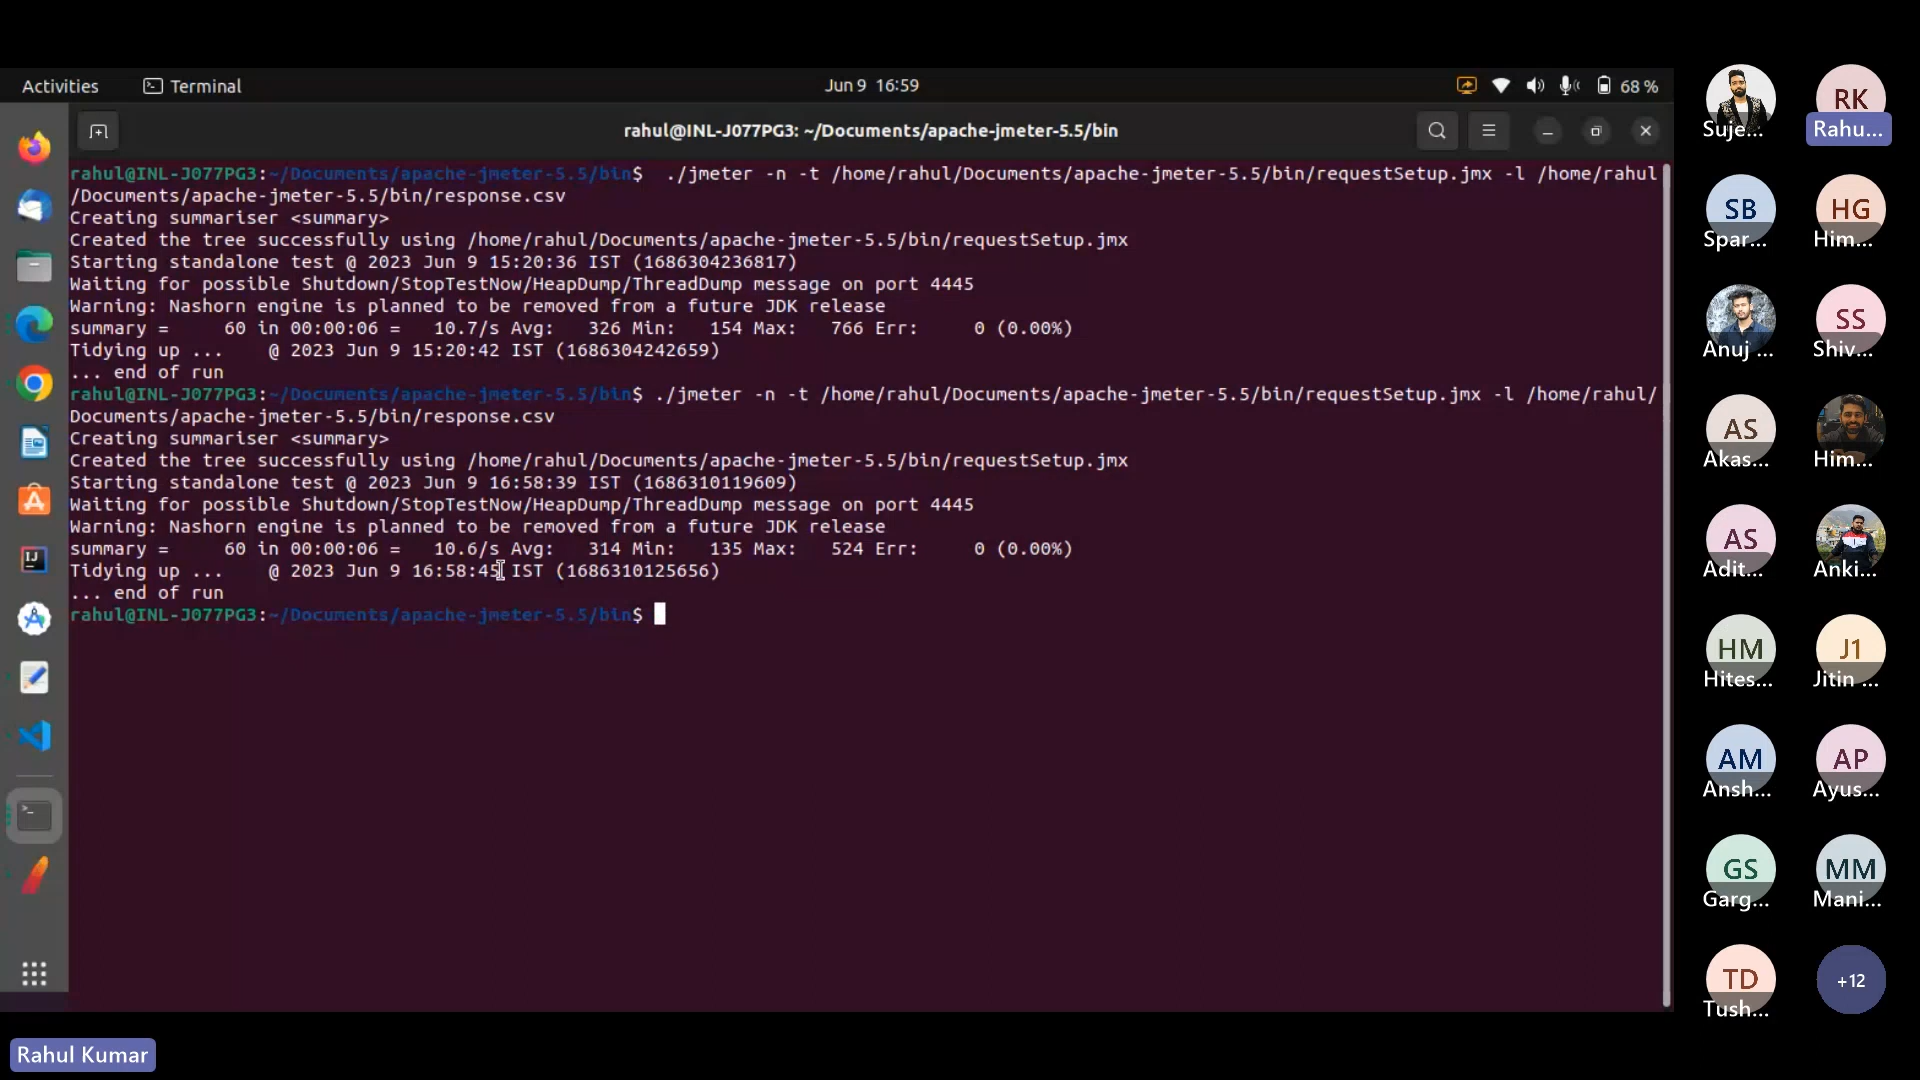 Activities
Terminal
Jun 9 16:59
68 %
rahul@INL-J077PG3: ~/Documents/apache-jmeter-5.5/bin
rahul@INL-J077PG3:~/Documents/apache-jmeter-5.5/bin$  ./jmeter -n -t /home/rahul/Documents/apache-jmeter-5.5/bin/requestSetup.jmx -l /home/rahul
/Documents/apache-jmeter-5.5/bin/response.csv
Creating summariser <summary>
Created the tree successfully using /home/rahul/Documents/apache-jmeter-5.5/bin/requestSetup.jmx
Starting standalone test @ 2023 Jun 9 15:20:36 IST (1686304236817)
Waiting for possible Shutdown/StopTestNow/HeapDump/ThreadDump message on port 4445
Warning: Nashorn engine is planned to be removed from a future JDK release
summary =     60 in 00:00:06 =   10.7/s Avg:   326 Min:   154 Max:   766 Err:     0 (0.00%)
Tidying up ...    @ 2023 Jun 9 15:20:42 IST (1686304242659)
... end of run
rahul@INL-J077PG3:~/Documents/apache-jmeter-5.5/bin$ ./jmeter -n -t /home/rahul/Documents/apache-jmeter-5.5/bin/requestSetup.jmx -l /home/rahul/
Documents/apache-jmeter-5.5/bin/response.csv
Creating summariser <summary>
Created the tree successfully using /home/rahul/Documents/apache-jmeter-5.5/bin/requestSetup.jmx
Starting standalone test @ 2023 Jun 9 16:58:39 IST (1686310119609)
Waiting for possible Shutdown/StopTestNow/HeapDump/ThreadDump message on port 4445
Warning: Nashorn engine is planned to be removed from a future JDK release
summary =     60 in 00:00:06 =   10.6/s Avg:   314 Min:   135 Max:   524 Err:     0 (0.00%)
Tidying up ...    @ 2023 Jun 9 16:58:45 IST (1686310125656)
... end of run
rahul@INL-J077PG3:~/Documents/apache-jmeter-5.5/bin$
Suje...
RK
Rahu...
SB
Spar...
HG
Him...
Anuj ...
SS
Shiv...
AS
Akas...
Him...
AS
Adit...
Anki...
HM
Hites...
J1
Jitin ...
AM
Ansh...
AP
Ayus...
GS
Garg...
MM
Mani...
TD
Tush...
+12
Rahul Kumar